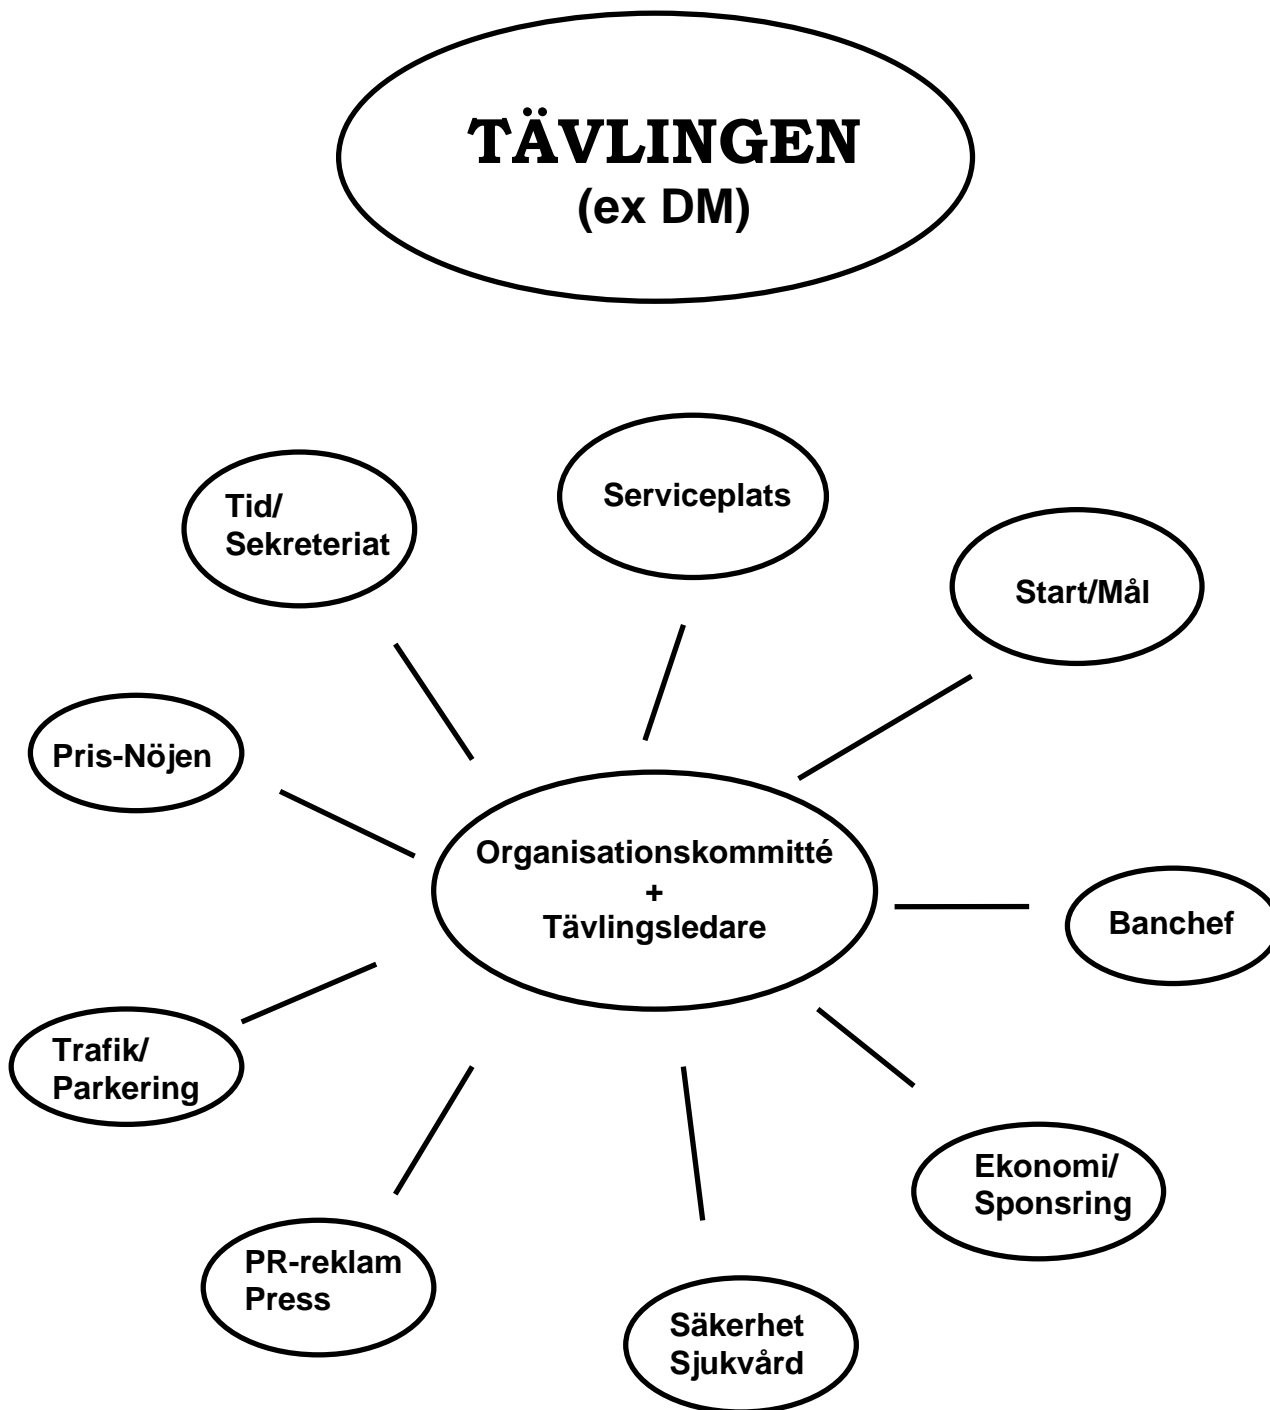 TÄVLINGEN
(ex DM)
Serviceplats
Tid/
Sekreteriat
Start/Mål
Pris-Nöjen
Organisationskommitté
+
Tävlingsledare
Banchef
Trafik/
Parkering
Ekonomi/
Sponsring
PR-reklam
Press
Säkerhet
Sjukvård